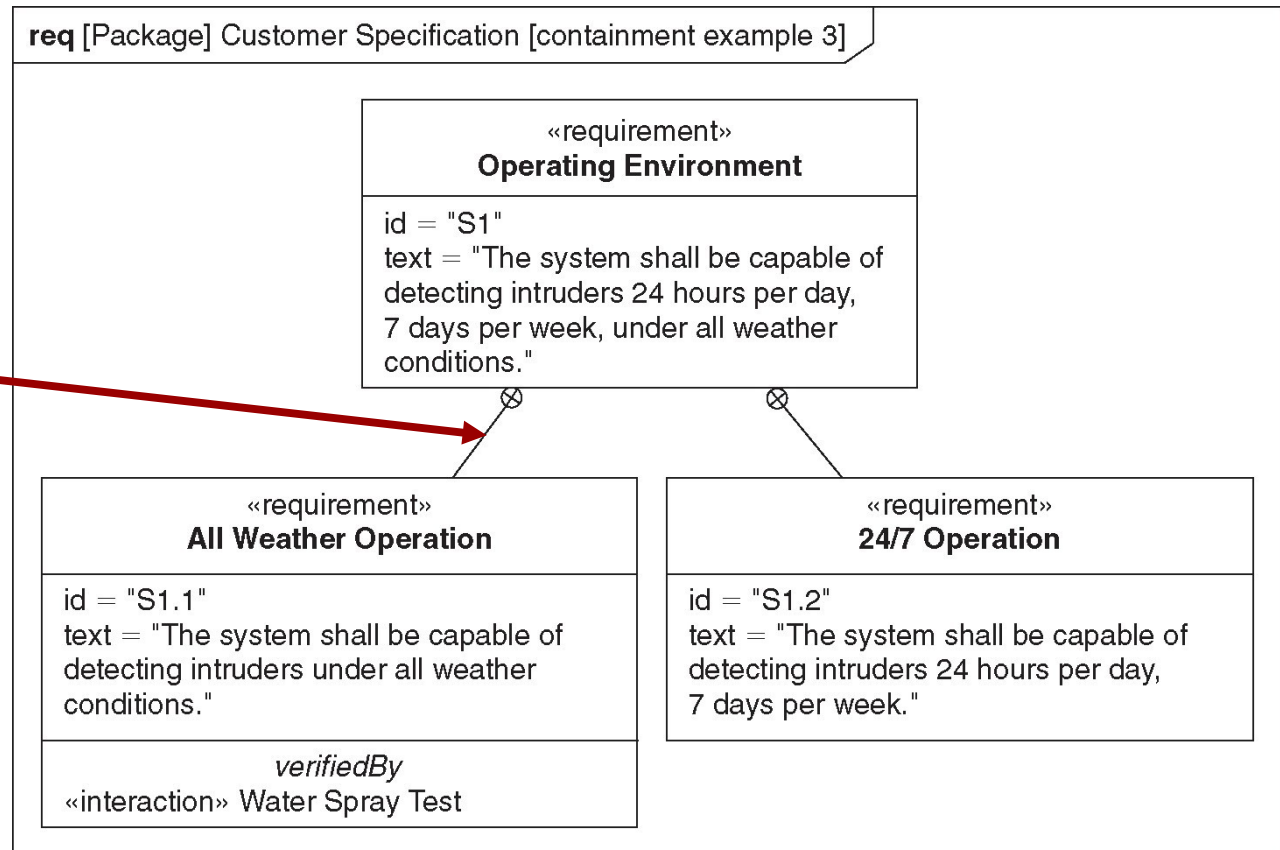 req [Package] Customer Specification [containment example 3]
«requirement»
Operating Environment
id = "S1"
text = "The system shall be capable of
detecting intruders 24 hours per day,
7 days per week, under all weather
conditions."
«requirement»
All Weather Operation
id = "S1.1"
text = "The system shall be capable of
detecting intruders under all weather
conditions."
verifiedBy
«interaction» Water Spray Test
«requirement»
24/7 Operation
id = "S1.2"
text = "The system shall be capable of
detecting intruders 24 hours per day,
7 days per week."